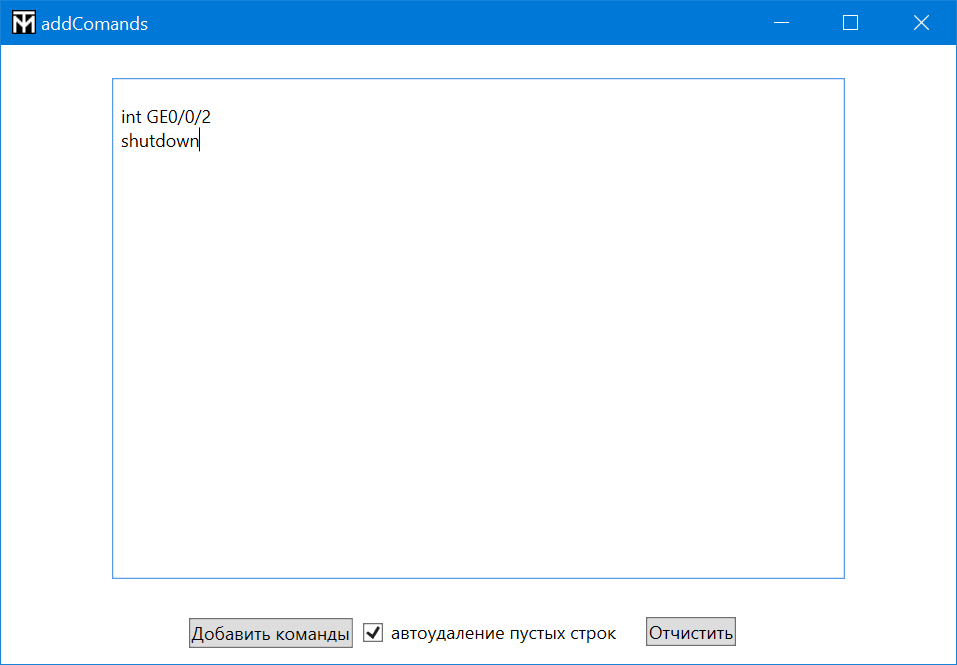 addComands
int GE0/0/2
shutdown
Добавить команды автоудаление пустых строк Отчистить